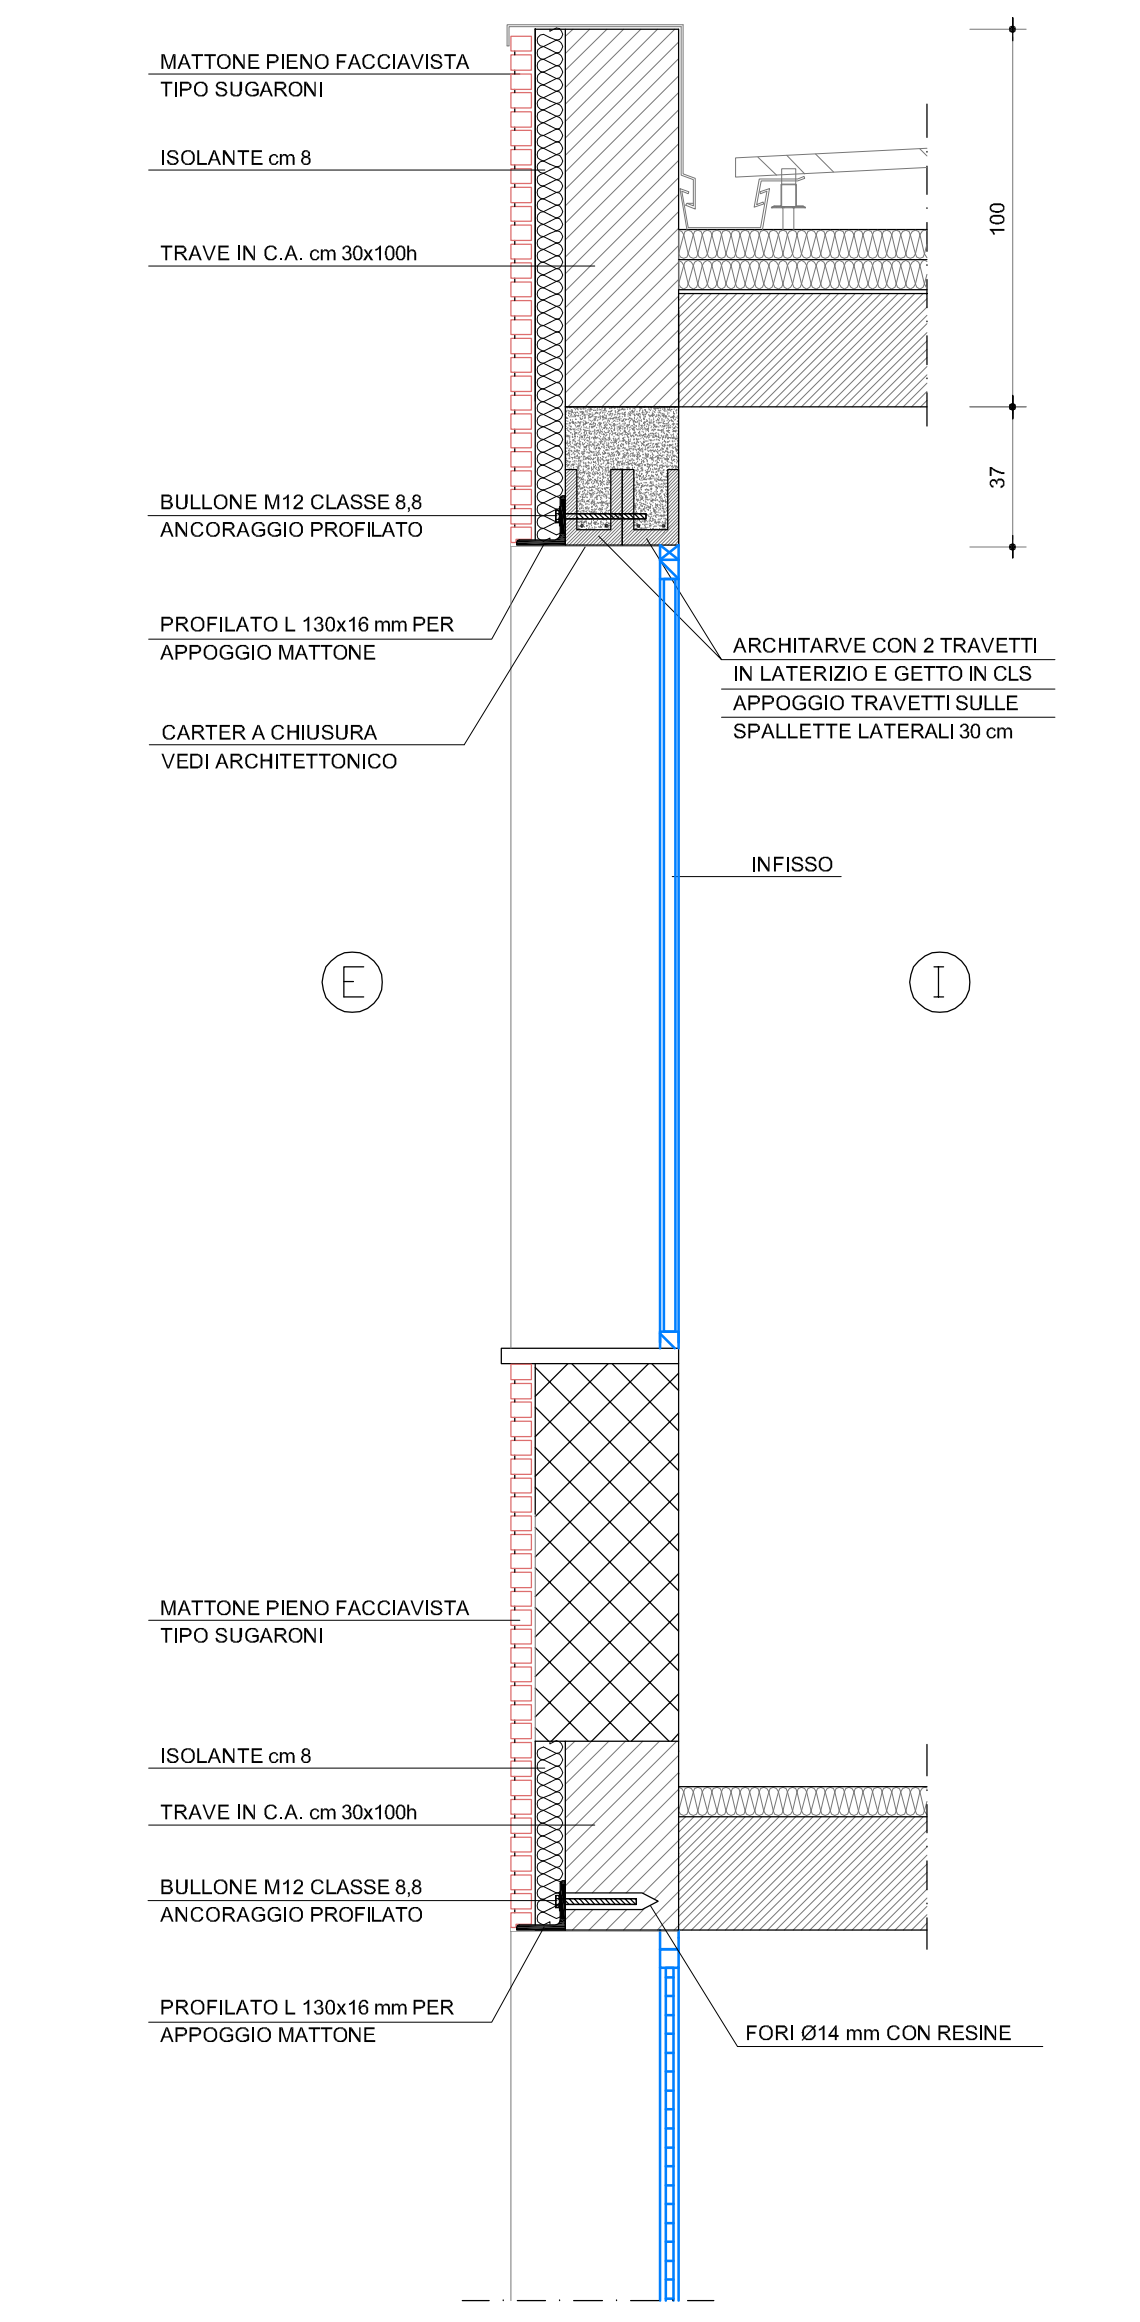 MATTONE PIENO FACCIAVISTA
TIPO SUGARONI
ISOLANTE cm 8
TRAVE IN C.A. cm 30x100h
100
BULLONE M12 CLASSE 8,8
ANCORAGGIO PROFILATO
37
PROFILATO L 130x16 mm PER
APPOGGIO MATTONE
ARCHITARVE CON 2 TRAVETTI
IN LATERIZIO E GETTO IN CLS
APPOGGIO TRAVETTI SULLE
SPALLETTE LATERALI 30 cm
CARTER A CHIUSURA
VEDI ARCHITETTONICO
INFISSO
E
I
MATTONE PIENO FACCIAVISTA
TIPO SUGARONI
ISOLANTE cm 8
TRAVE IN C.A. cm 30x100h
BULLONE M12 CLASSE 8,8
ANCORAGGIO PROFILATO
PROFILATO L 130x16 mm PER
APPOGGIO MATTONE
FORI Ø14 mm CON RESINE